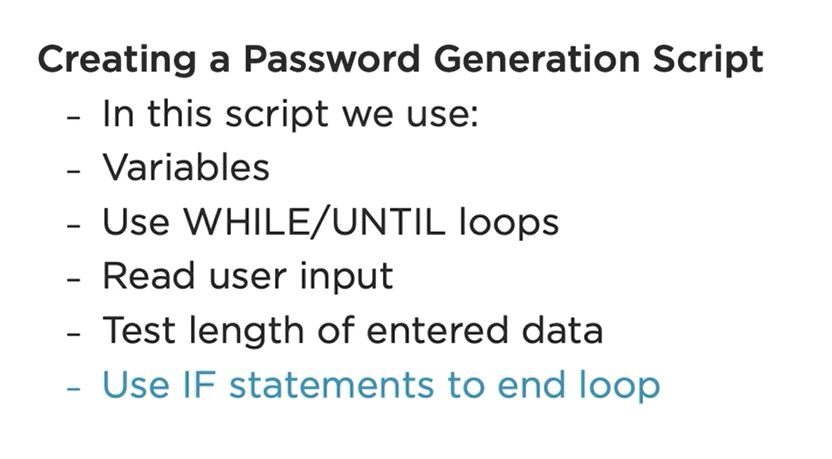 Creating a Password Generation Script
- In this script we use:
- Variables
- Use WHILE/UNTIL loops
- Read user input
- Test length of entered data
- Use IF statements to end loop